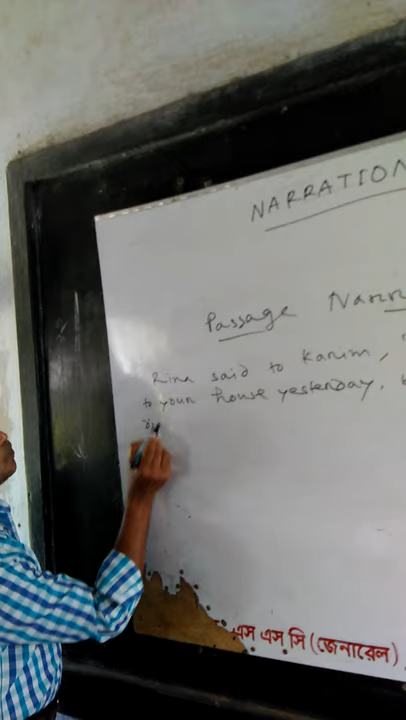 NARRATION
Passage Narr
Rina said to Karim,
to your house yesterday,
এস এস সি (জেনারেল)